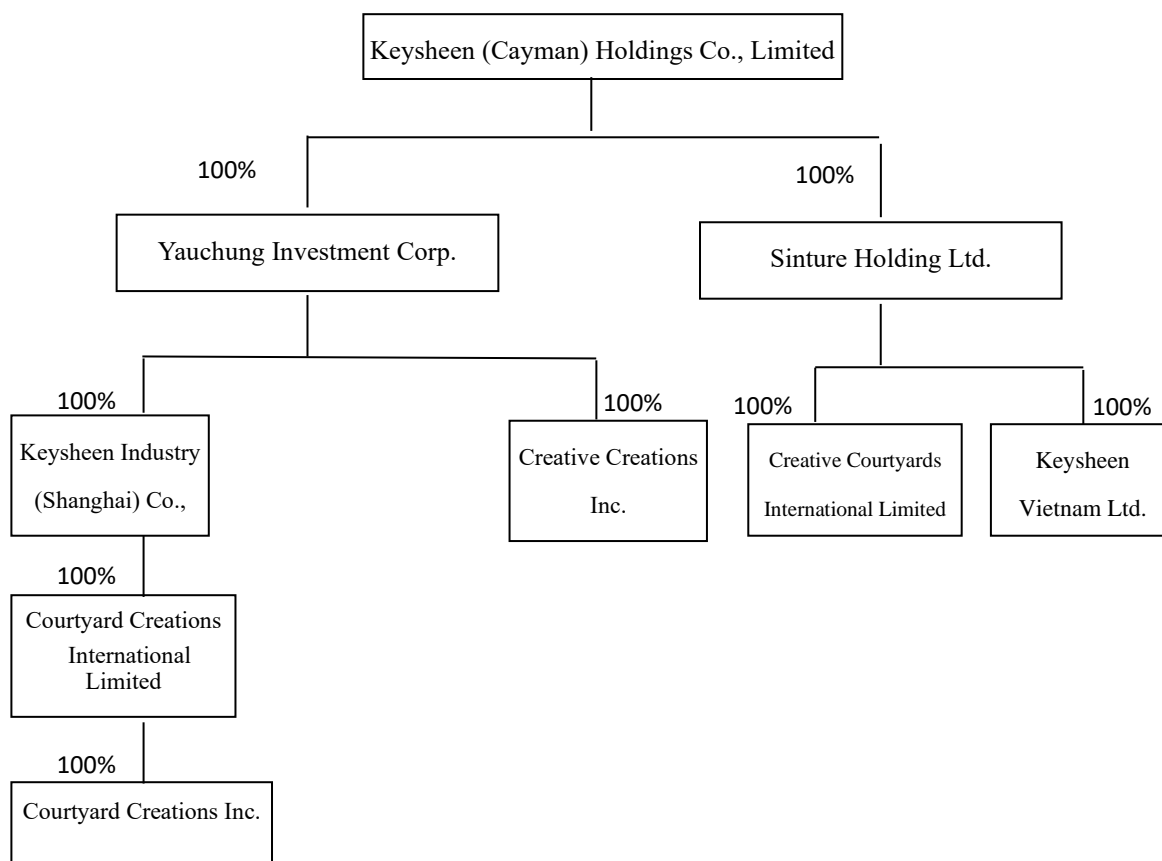 Keysheen (Cayman) Holdings Co., Limited
100%
100%
Yauchung Investment Corp.
Sinture Holding Ltd.
100%
100%
100%
100%
Keysheen Industry
(Shanghai) Co.,
Creative Creations
Inc.
Creative Courtyards
International Limited
Keysheen
Vietnam Ltd.
100%
Courtyard Creations
International
Limited
100%
Courtyard Creations Inc.